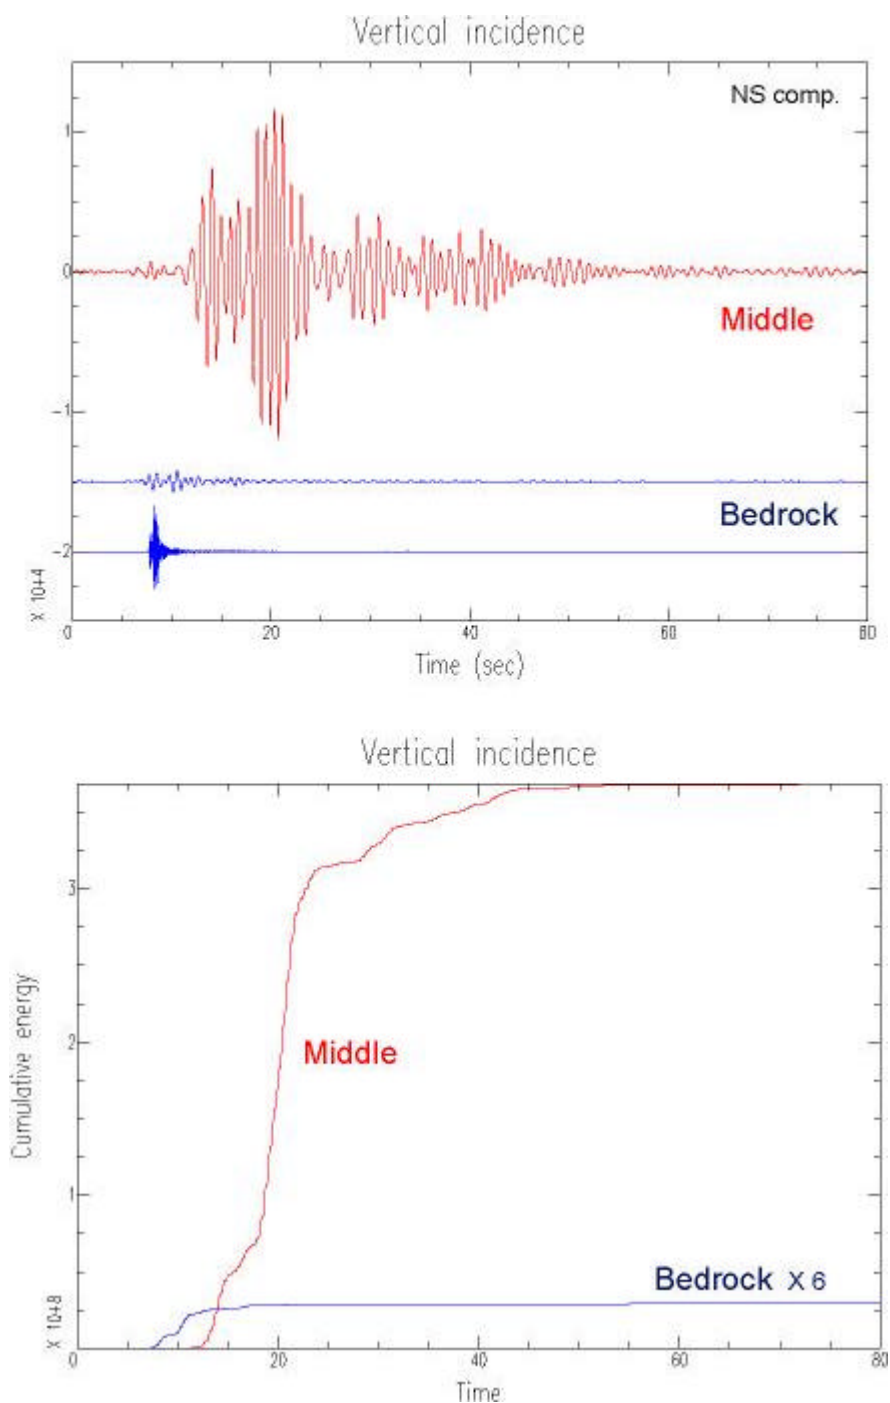 Vertical incidence
NS comp.
1
0
Middle
-1
Bedrock
-2
X 10+4
0 20 40 60 80
Time (sec)
Vertical incidence
3
Cumulative energy
Middle
2
1
Bedrock X 6
X 10+8
0 20 40 60 80
Time